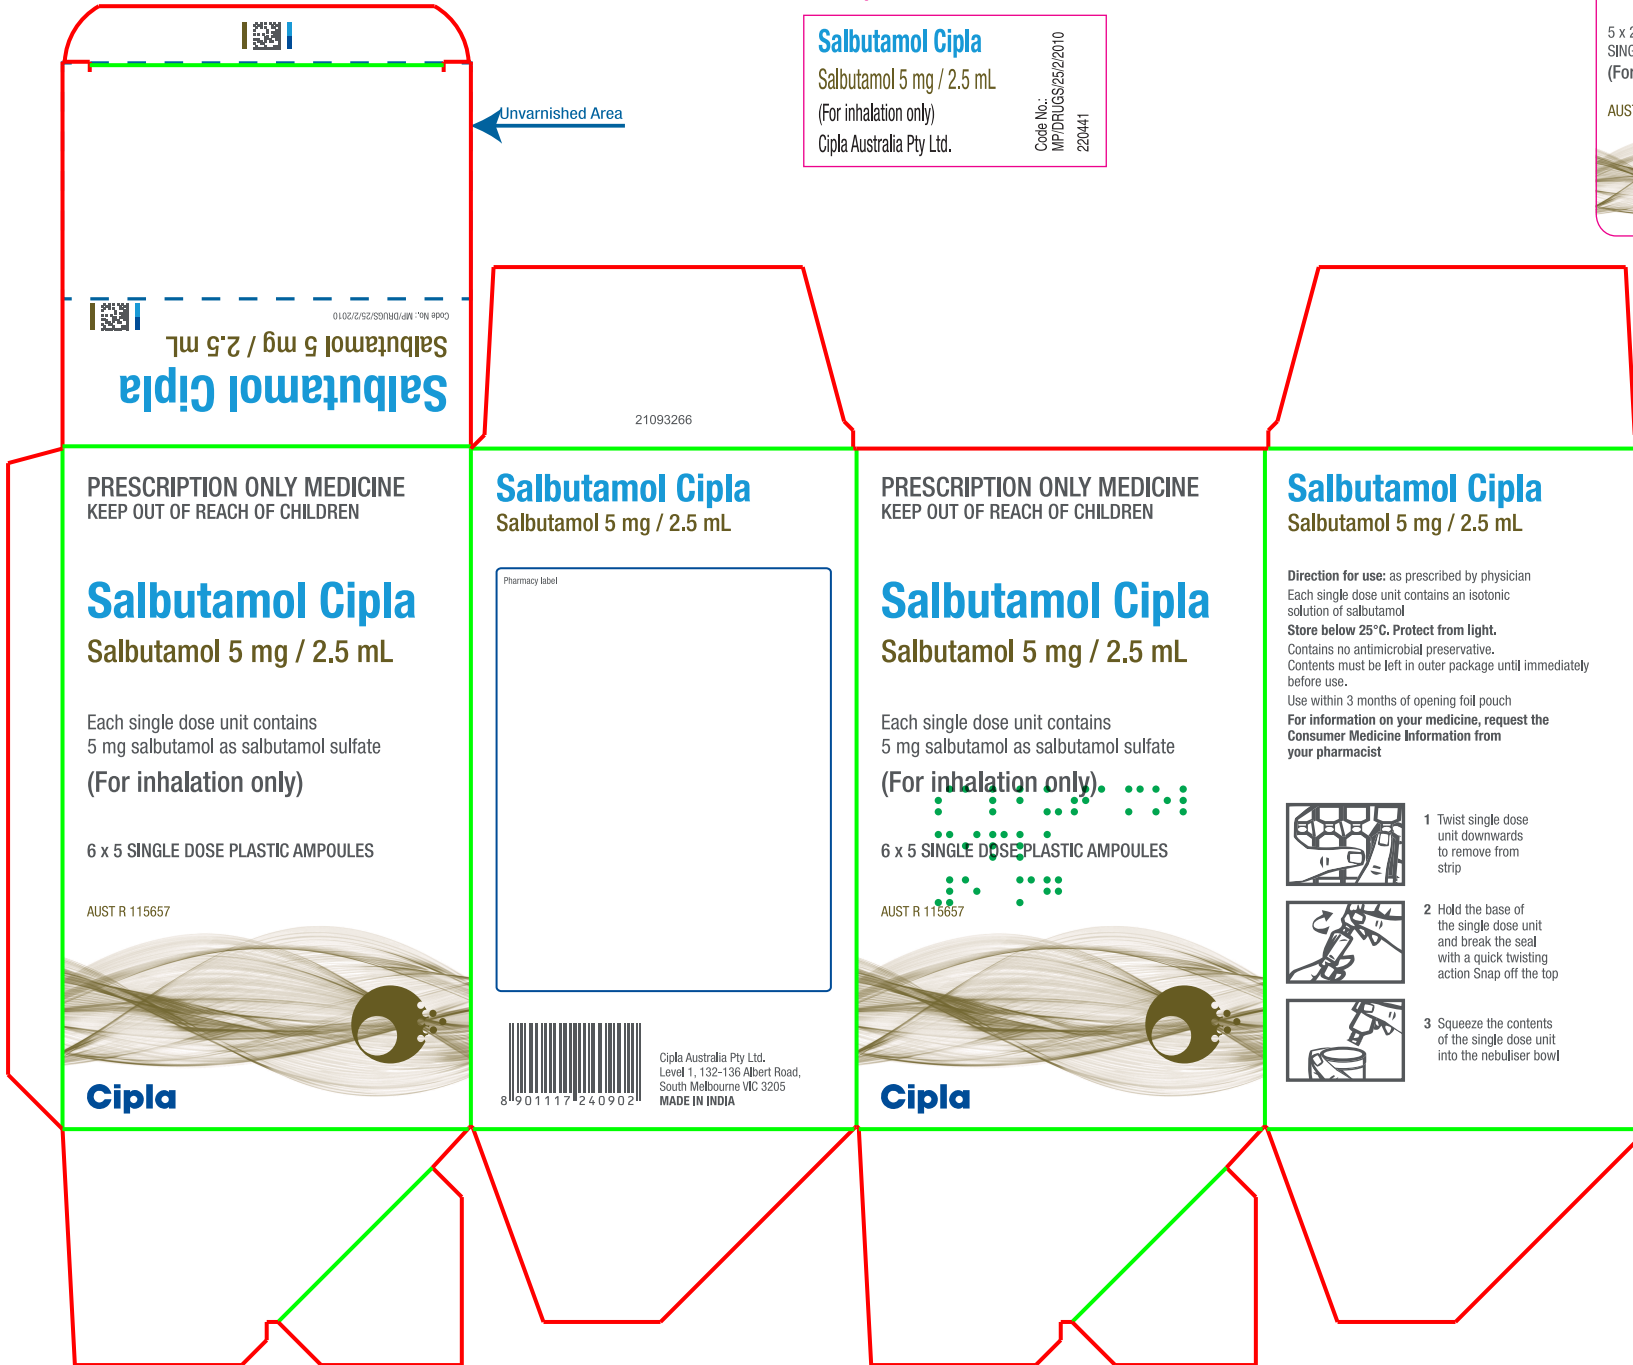 Unvarnished Area
Code No.: MP/DRUGS/25/2/2010
Salbutamol 5 mg / 2.5 mL
Salbutamol Cipla
Salbutamol Cipla
Salbutamol 5 mg / 2.5 mL
(For inhalation only)
Cipla Australia Pty Ltd.
Code No.:
MP/DRUGS/25/2/2010
220441
5 x 2
(For
21093266
PRESCRIPTION ONLY MEDICINE
KEEP OUT OF REACH OF CHILDREN
Salbutamol Cipla
Salbutamol 5 mg / 2.5 mL
Each single dose unit contains
5 mg salbutamol as salbutamol sulfate
(For inhalation only)
6 x 5 SINGLE DOSE PLASTIC AMPOULES
AUST R 115657
Cipla
Salbutamol Cipla
Salbutamol 5 mg / 2.5 mL
Pharmacy label
8 901117 240902
Cipla Australia Pty Ltd.
Level 1, 132-136 Albert Road,
South Melbourne VIC 3205
MADE IN INDIA
PRESCRIPTION ONLY MEDICINE
KEEP OUT OF REACH OF CHILDREN
Salbutamol Cipla
Salbutamol 5 mg / 2.5 mL
Each single dose unit contains
5 mg salbutamol as salbutamol sulfate
(For inhalation only)
6 x 5 SINGLE DOSE PLASTIC AMPOULES
AUST R 115657
Cipla
Salbutamol Cipla
Salbutamol 5 mg / 2.5 mL
Direction for use: as prescribed by physician
Each single dose unit contains an isotonic
solution of salbutamol
Store below 25°C. Protect from light.
Contains no antimicrobial preservative.
Contents must be left in outer package until immediately
before use.
Use within 3 months of opening foil pouch
For information on your medicine, request the
Consumer Medicine Information from
your pharmacist
1 Twist single dose
unit downwards
to remove from
strip
2 Hold the base of
the single dose unit
and break the seal
with a quick twisting
action Snap off the top
3 Squeeze the contents
of the single dose unit
into the nebuliser bowl